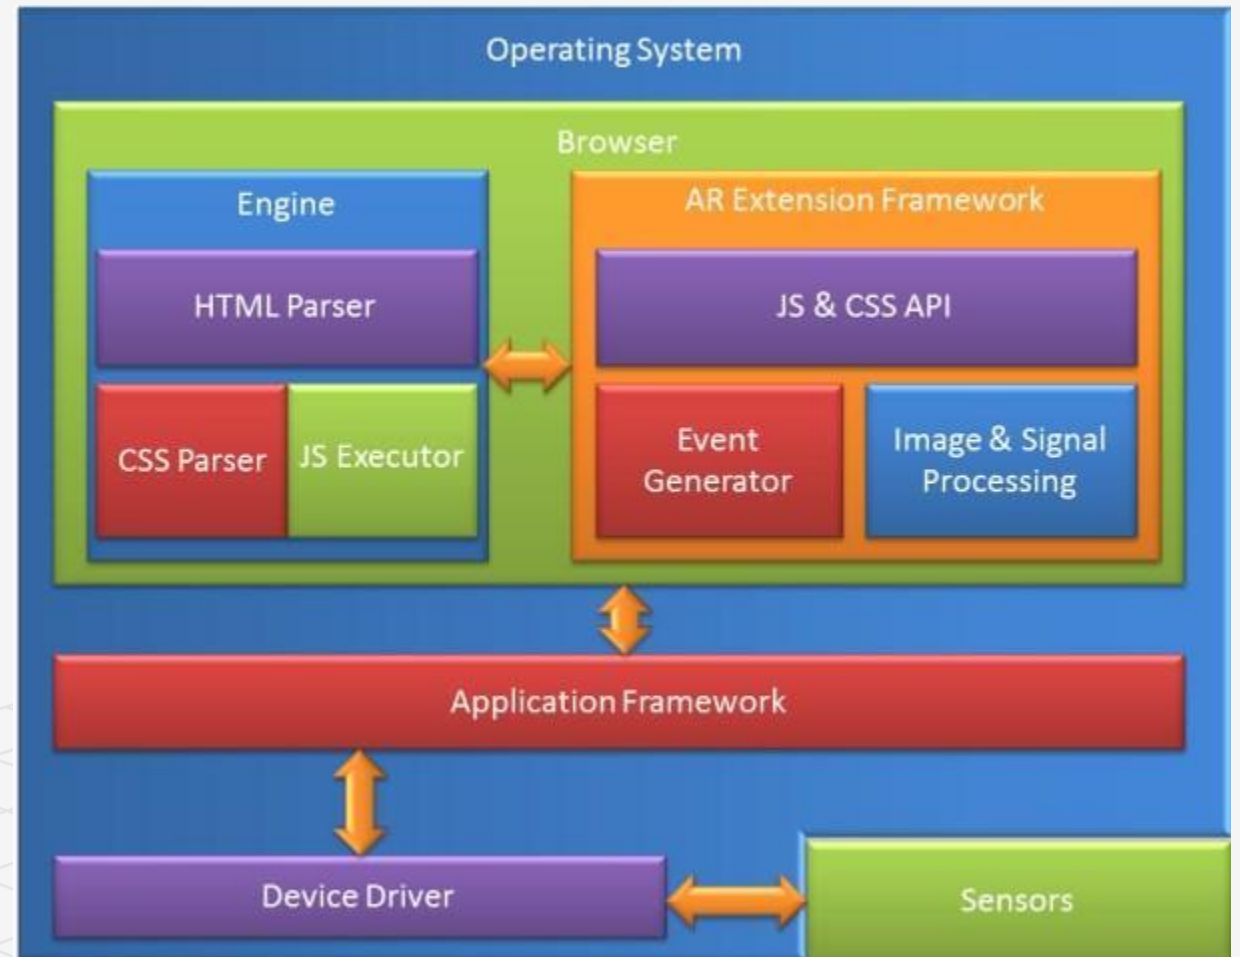 Operating System
Browser
Engine
HTML Parser
CSS Parser
JS Executor
AR Extension Framework
JS & CSS API
Event
Generator
Image & Signal
Processing
Application Framework
Device Driver
Sensors